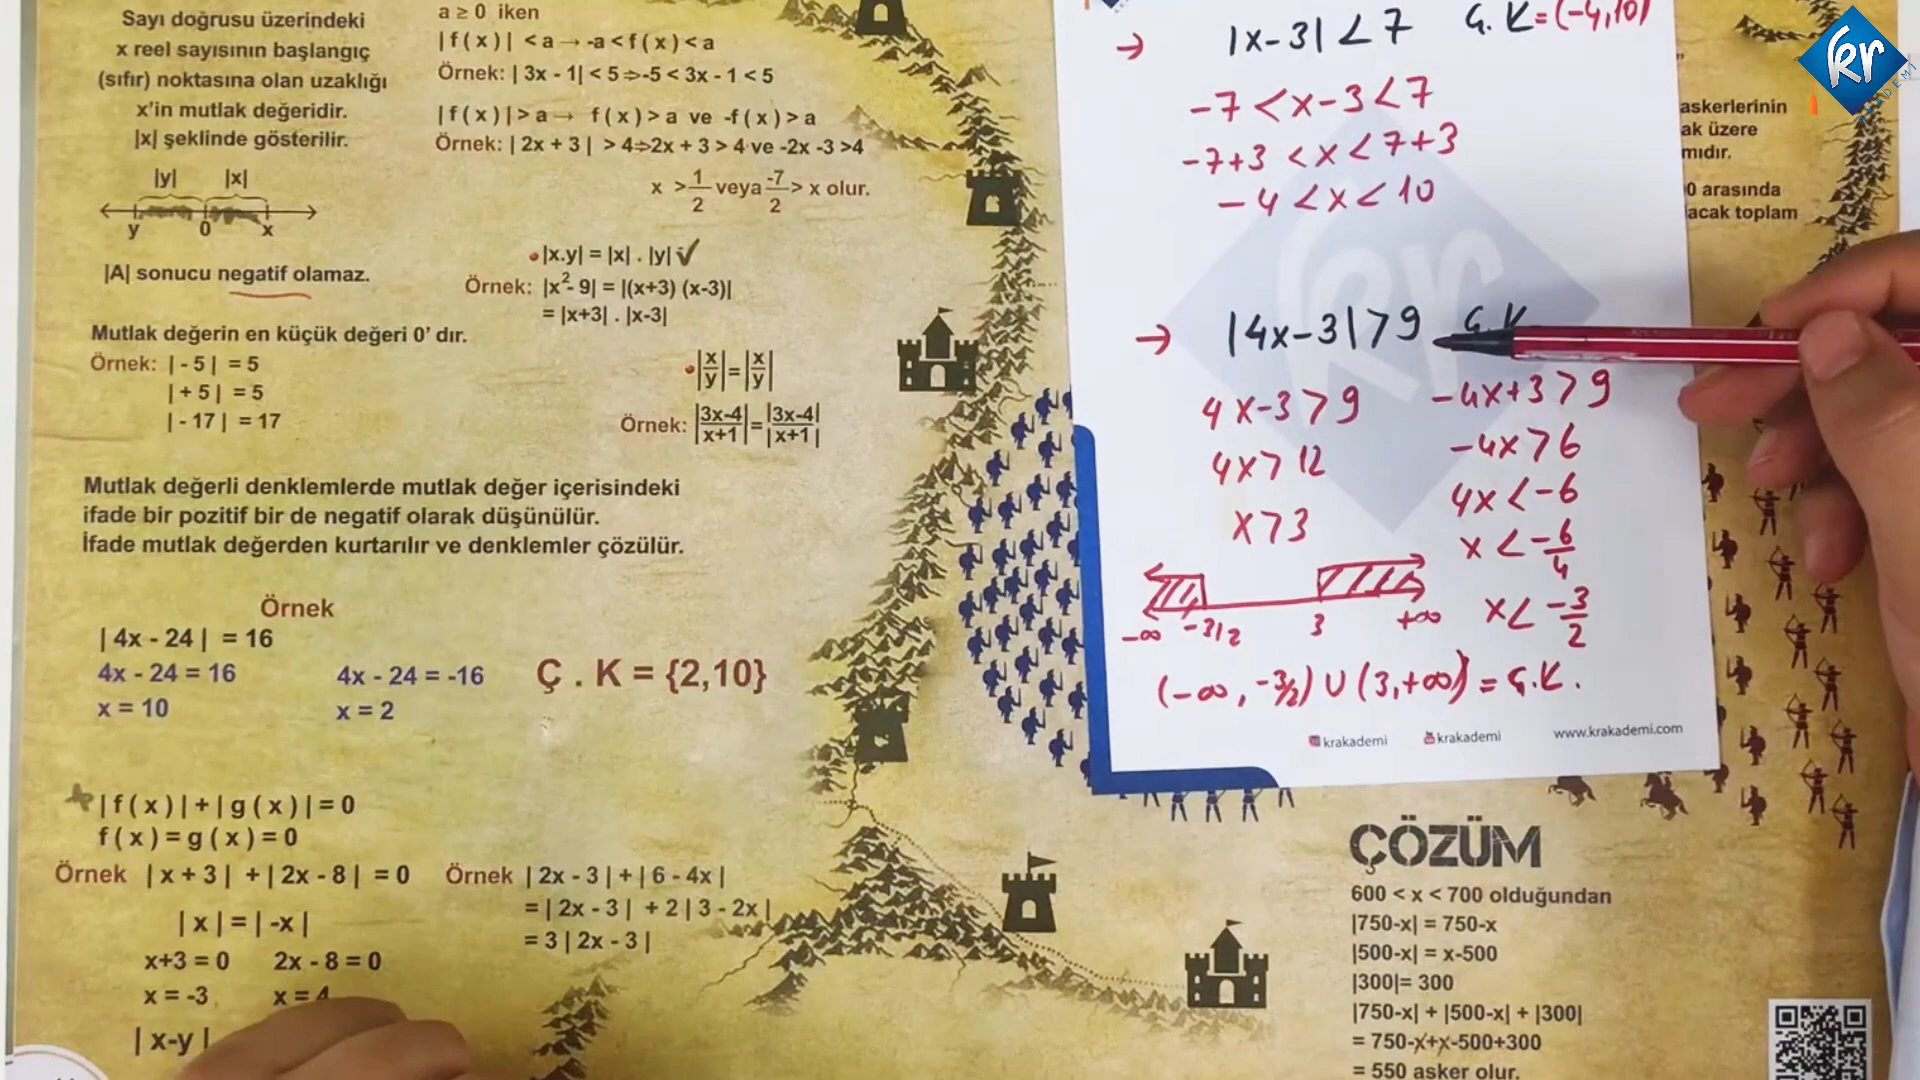 Sayı doğrusu üzerindeki
x reel sayısının başlangıç
(sıfır) noktasına olan uzaklığı
x'in mutlak değeridir.
|x| şeklinde gösterilir.
|y| |x|
y 0 x
|A| sonucu negatif olamaz.
Mutlak değerin en küçük değeri 0' dır.
Örnek: | - 5 | = 5
| + 5 | = 5
| - 17 | = 17
a ≥ 0 iken
| f ( x ) | < a → -a < f ( x ) < a
Örnek: | 3x - 1| < 5 ⇒ -5 < 3x - 1 < 5
| f ( x ) | > a → f ( x ) > a ve -f ( x ) > a
Örnek: | 2x + 3 | > 4 ⇒ 2x + 3 > 4 ve -2x -3 >4
x > 1/2 veya -7/2 > x olur.
|x.y| = |x| . |y| ✓
Örnek: |x²- 9| = |(x+3) (x-3)|
= |x+3| . |x-3|
|x/y| = |x/y|
Örnek: |3x-4/x+1| = |3x-4|/|x+1|
Mutlak değerli denklemlerde mutlak değer içerisindeki
ifade bir pozitif bir de negatif olarak düşünülür.
İfade mutlak değerden kurtarılır ve denklemler çözülür.
Örnek
| 4x - 24 | = 16
4x - 24 = 16 4x - 24 = -16
x = 10 x = 2
Ç . K = {2,10}
| f ( x ) | + | g ( x ) | = 0
f ( x ) = g ( x ) = 0
Örnek | x + 3 | + | 2x - 8 | = 0
| x | = | -x |
x+3 = 0 2x - 8 = 0
x = -3 x = 4
| x-y |
Örnek | 2x - 3 | + | 6 - 4x |
= | 2x - 3 | + 2 | 3 - 2x |
= 3 | 2x - 3 |
→ |x-3| < 7 Ç.K=(-4,10)
-7 < x-3 < 7
-7+3 < x < 7+3
-4 < x < 10
→ |4x-3| > 9 Ç.K
4x-3 > 9 -4x+3 > 9
4x > 12 -4x > 6
x > 3 4x < -6
x < -6/4
x < -3/2
-∞ -3/2 3 +∞
(-∞, -3/2) ∪ (3, +∞) = Ç.K.
krakademi krakademi www.krakademi.com
kr
kr
askerlerinin
ak üzere
mıdır.
0 arasında
lacak toplam
ÇÖZÜM
600 < x < 700 olduğundan
|750-x| = 750-x
|500-x| = x-500
|300|= 300
|750-x| + |500-x| + |300|
= 750-x+x-500+300
= 550 asker olur.